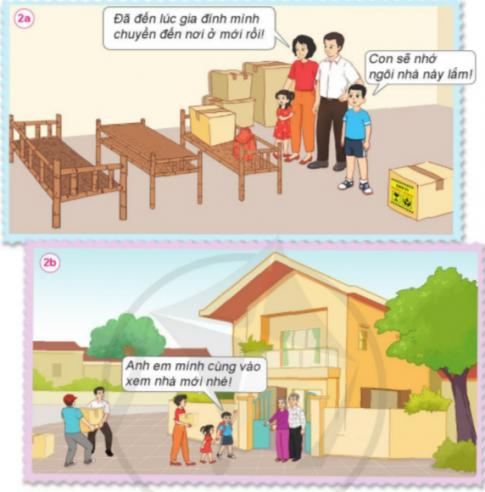 2a
Đã đến lúc gia đình mình
chuyển đến nơi ở mới rồi!
Con sẽ nhớ
ngôi nhà này lắm!
2b
Anh em mình cùng vào
xem nhà mới nhé!